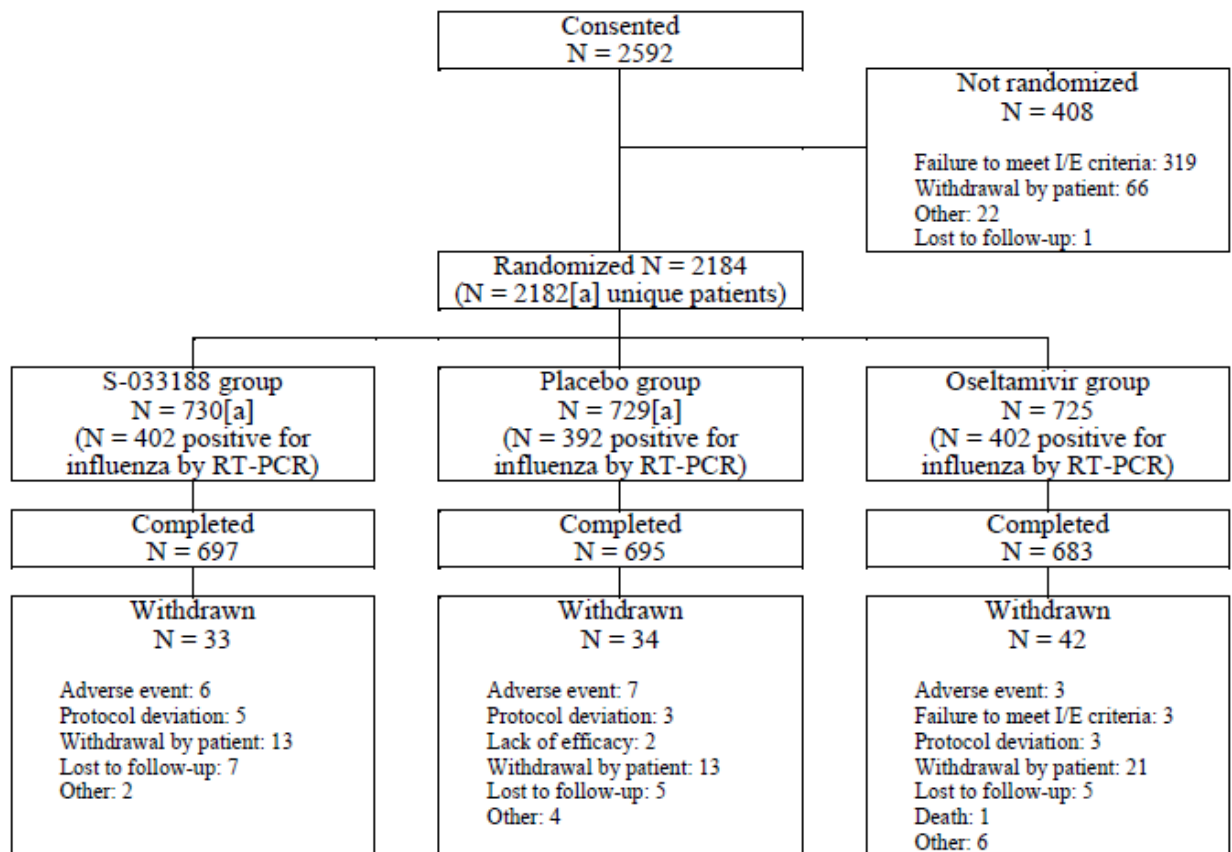 Consented
N = 2592
Not randomized
N = 408
Failure to meet I/E criteria: 319
Withdrawal by patient: 66
Other: 22
Lost to follow-up: 1
Randomized N = 2184
(N = 2182[a] unique patients)
S-033188 group
N = 730[a]
(N = 402 positive for
influenza by RT-PCR)
Placebo group
N = 729[a]
(N = 392 positive for
influenza by RT-PCR)
Oseltamivir group
N = 725
(N = 402 positive for
influenza by RT-PCR)
Completed
N = 697
Completed
N = 695
Completed
N = 683
Withdrawn
N = 33
Adverse event: 6
Protocol deviation: 5
Withdrawal by patient: 13
Lost to follow-up: 7
Other: 2
Withdrawn
N = 34
Adverse event: 7
Protocol deviation: 3
Lack of efficacy: 2
Withdrawal by patient: 13
Lost to follow-up: 5
Other: 4
Withdrawn
N = 42
Adverse event: 3
Failure to meet I/E criteria: 3
Protocol deviation: 3
Withdrawal by patient: 21
Lost to follow-up: 5
Death: 1
Other: 6